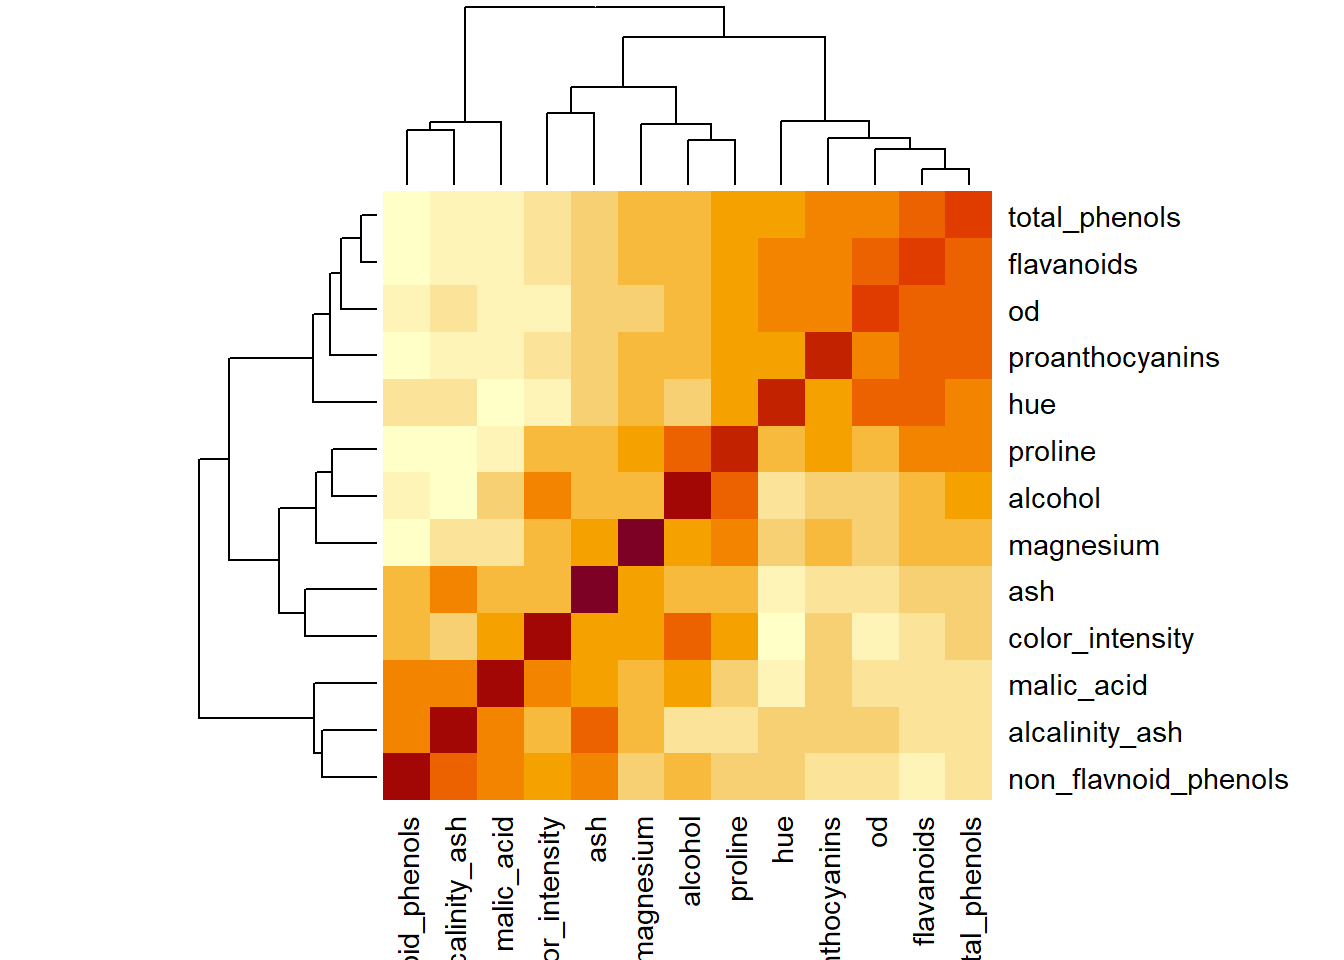 total_phenols
flavanoids
od
proanthocyanins
hue
proline
alcohol
magnesium
ash
color_intensity
malic_acid
alcalinity_ash
non_flavnoid_phenols
oid_phenols
calinity_ash
malic_acid
or_intensity
ash
magnesium
alcohol
proline
hue
nthocyanins
od
flavanoids
tal_phenols